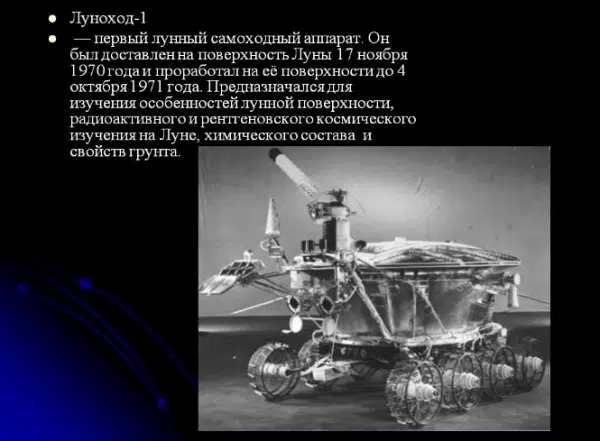 Луноход-1
— первый лунный самоходный аппарат. Он
был доставлен на поверхность Луны 17 ноября
1970 года и проработал на её поверхности до 4
октября 1971 года. Предназначался для
изучения особенностей лунной поверхности,
радиоактивного и рентгеновского космического
изучения на Луне, химического состава и
свойств грунта.